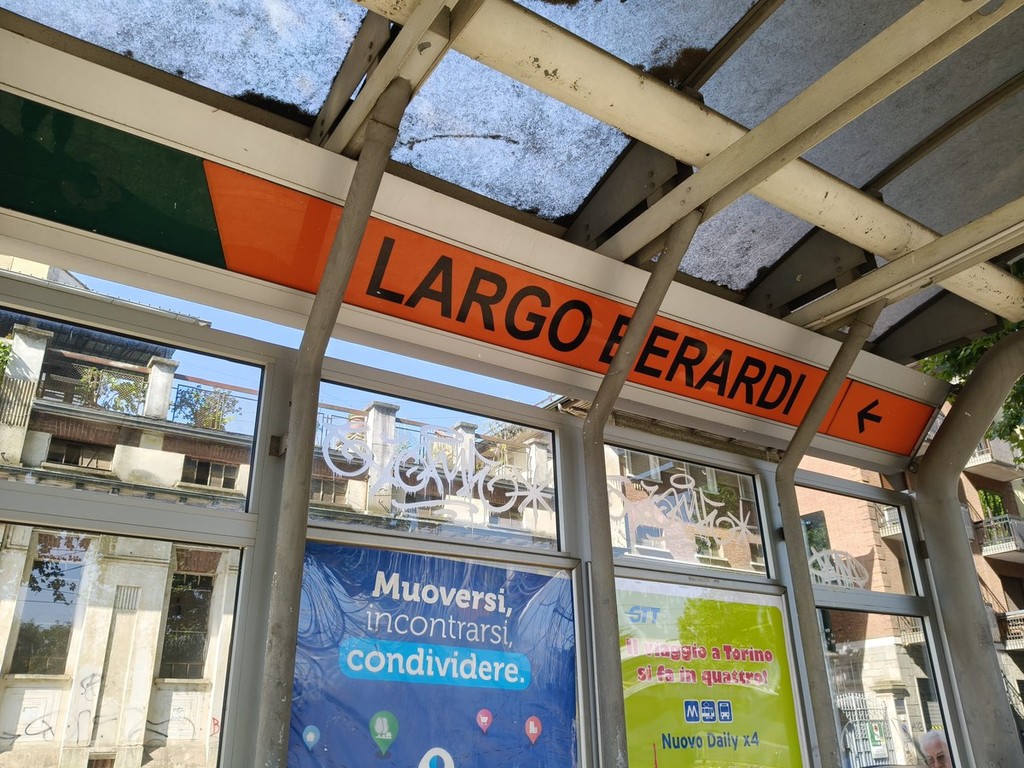 LARGO BERARDI ←
Muoversi,
incontrarsi,
condividere.
GTT
Il viaggio a Torino
si fa in quattro!
M
Nuovo Daily x4